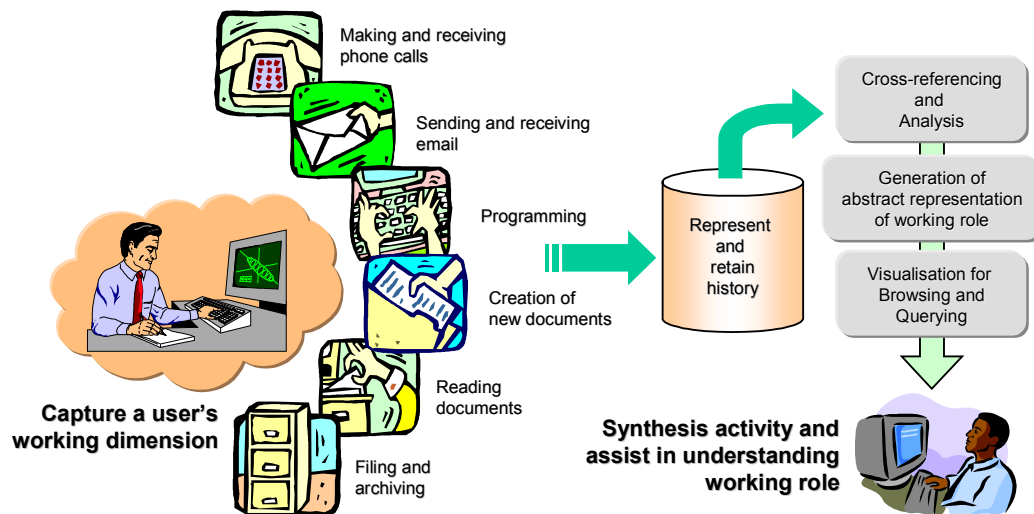 Making and receiving
phone calls
Sending and receiving
email
Programming
Creation of
new documents
Reading
documents
Filing and
archiving
Capture a user's
working dimension
Represent
and
retain
history
Cross-referencing
and
Analysis
Generation of
abstract representation
of working role
Visualisation for
Browsing and
Querying
Synthesis activity and
assist in understanding
working role